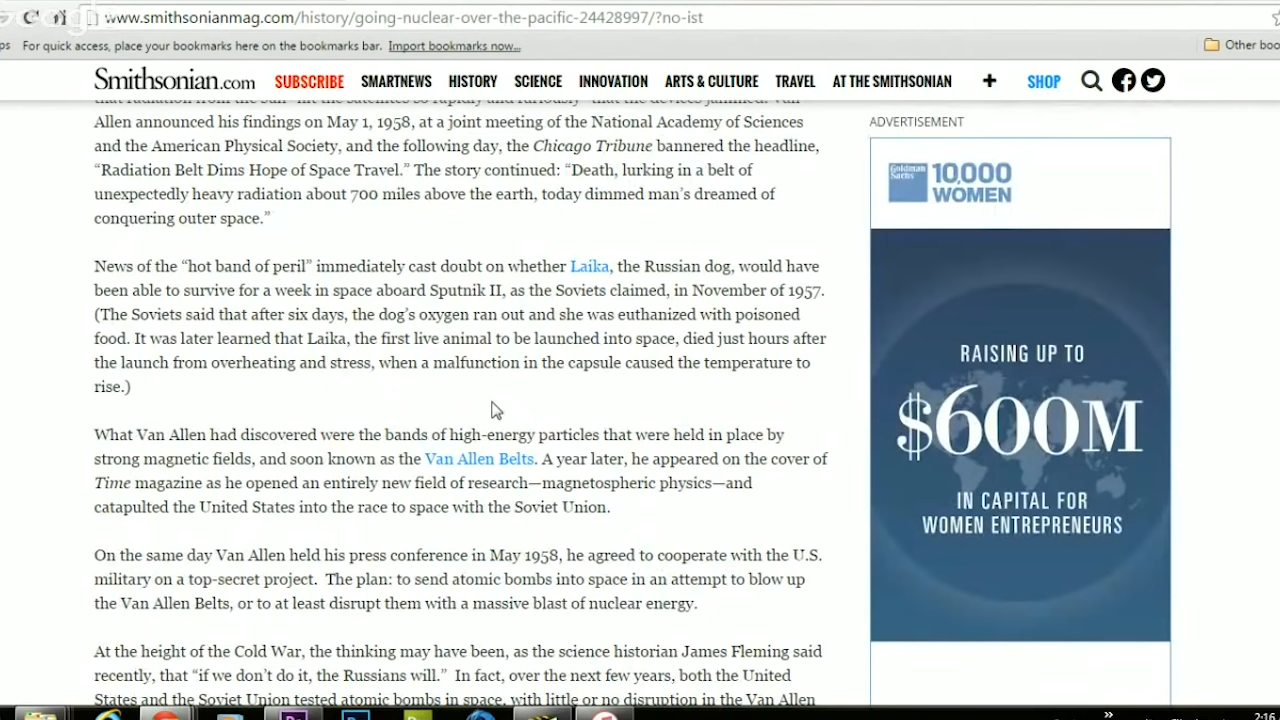 www.smithsonianmag.com/history/going-nuclear-over-the-pacific-24428997/?no-ist
For quick access, place your bookmarks here on the bookmarks bar. Import bookmarks now...
Other boo
Smithsonian.com SUBSCRIBE SMARTNEWS HISTORY SCIENCE INNOVATION ARTS & CULTURE TRAVEL AT THE SMITHSONIAN + SHOP
that radiation from the sun “hit the satellites so rapidly and furiously” that the devices jammed. Van
Allen announced his findings on May 1, 1958, at a joint meeting of the National Academy of Sciences
and the American Physical Society, and the following day, the Chicago Tribune bannered the headline,
“Radiation Belt Dims Hope of Space Travel.” The story continued: “Death, lurking in a belt of
unexpectedly heavy radiation about 700 miles above the earth, today dimmed man’s dreamed of
conquering outer space.”
News of the “hot band of peril” immediately cast doubt on whether Laika, the Russian dog, would have
been able to survive for a week in space aboard Sputnik II, as the Soviets claimed, in November of 1957.
(The Soviets said that after six days, the dog’s oxygen ran out and she was euthanized with poisoned
food. It was later learned that Laika, the first live animal to be launched into space, died just hours after
the launch from overheating and stress, when a malfunction in the capsule caused the temperature to
rise.)
What Van Allen had discovered were the bands of high-energy particles that were held in place by
strong magnetic fields, and soon known as the Van Allen Belts. A year later, he appeared on the cover of
Time magazine as he opened an entirely new field of research—magnetospheric physics—and
catapulted the United States into the race to space with the Soviet Union.
On the same day Van Allen held his press conference in May 1958, he agreed to cooperate with the U.S.
military on a top-secret project. The plan: to send atomic bombs into space in an attempt to blow up
the Van Allen Belts, or to at least disrupt them with a massive blast of nuclear energy.
At the height of the Cold War, the thinking may have been, as the science historian James Fleming said
recently, that “if we don’t do it, the Russians will.” In fact, over the next few years, both the United
States and the Soviet Union tested atomic bombs in space, with little or no disruption in the Van Allen
ADVERTISEMENT
Goldman
Sachs
10,000
WOMEN
RAISING UP TO
$600M
IN CAPITAL FOR
WOMEN ENTREPRENEURS
2:16